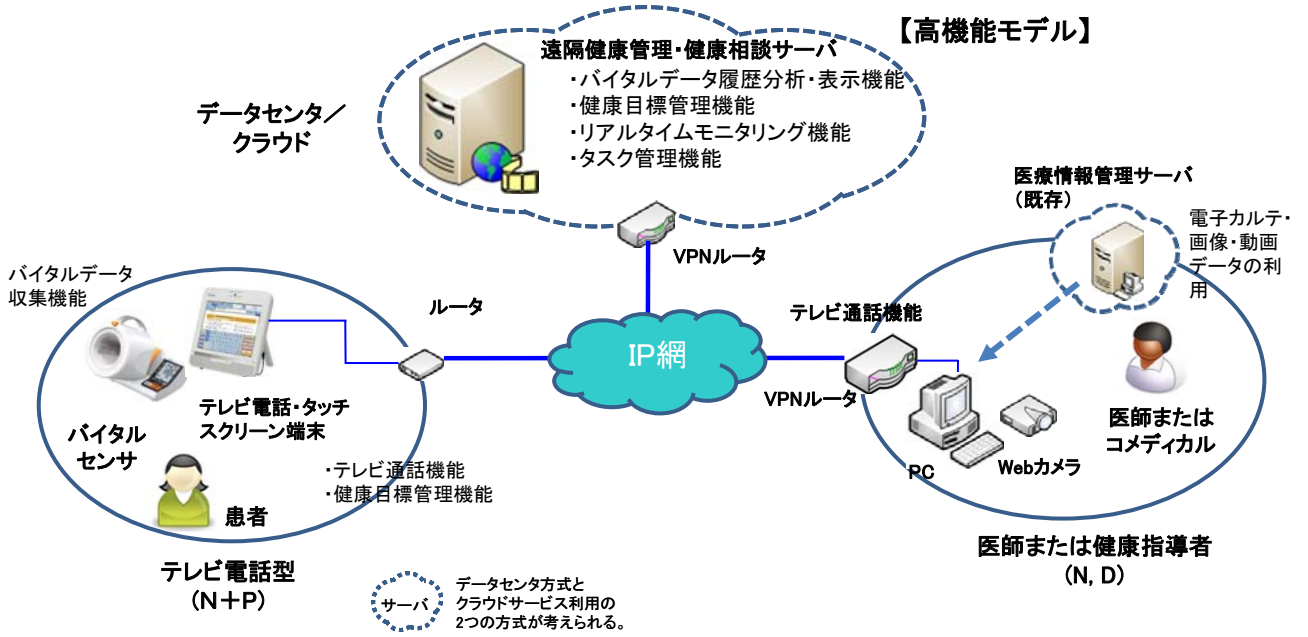 【高機能モデル】
遠隔健康管理・健康相談サーバ
・バイタルデータ履歴分析・表示機能
・健康目標管理機能
・リアルタイムモニタリング機能
・タスク管理機能
データセンタ／
クラウド
医療情報管理サーバ
（既存）
電子カルテ・
画像・動画
データの利
用
VPNルータ
バイタルデータ
収集機能
ルータ
テレビ通話機能
IP網
VPNルータ
テレビ電話・タッチ
スクリーン端末
バイタル
センサ
医師または
コメディカル
・テレビ通話機能
・健康目標管理機能
PC
Webカメラ
患者
テレビ電話型
（N＋P）
医師または健康指導者
(N, D)
サーバ
データセンタ方式と
クラウドサービス利用の
2つの方式が考えられる。